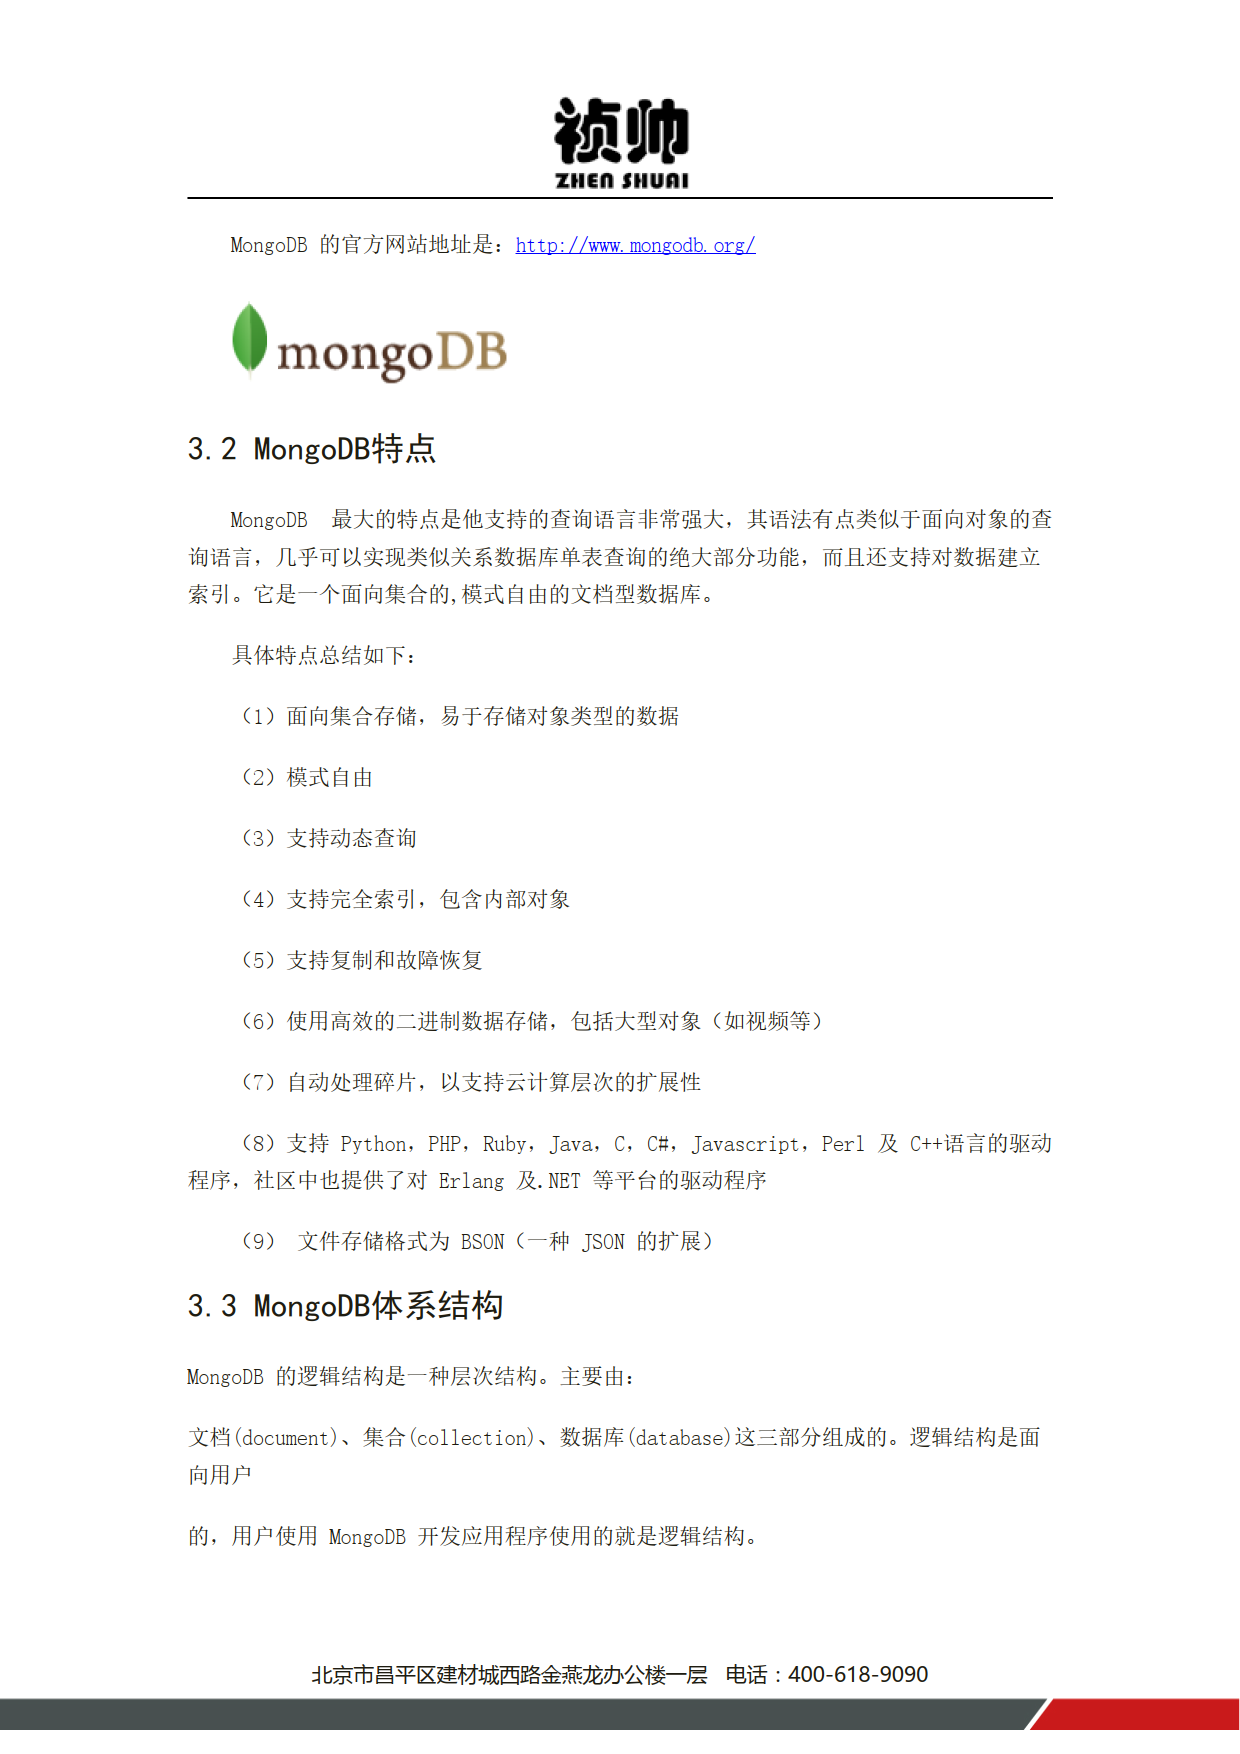 祯帅
ZHEN SHUAI
MongoDB 的官方网站地址是：http://www.mongodb.org/
mongoDB
3.2 MongoDB特点
MongoDB  最大的特点是他支持的查询语言非常强大，其语法有点类似于面向对象的查
询语言，几乎可以实现类似关系数据库单表查询的绝大部分功能，而且还支持对数据建立
索引。它是一个面向集合的,模式自由的文档型数据库。
具体特点总结如下：
（1）面向集合存储，易于存储对象类型的数据
（2）模式自由
（3）支持动态查询
（4）支持完全索引，包含内部对象
（5）支持复制和故障恢复
（6）使用高效的二进制数据存储，包括大型对象（如视频等）
（7）自动处理碎片，以支持云计算层次的扩展性
（8）支持 Python，PHP，Ruby，Java，C，C#，Javascript，Perl 及 C++语言的驱动
程序，社区中也提供了对 Erlang 及.NET 等平台的驱动程序
（9） 文件存储格式为 BSON（一种 JSON 的扩展）
3.3 MongoDB体系结构
MongoDB 的逻辑结构是一种层次结构。主要由：
文档(document)、集合(collection)、数据库(database)这三部分组成的。逻辑结构是面
向用户
的，用户使用 MongoDB 开发应用程序使用的就是逻辑结构。
北京市昌平区建材城西路金燕龙办公楼一层   电话：400-618-9090